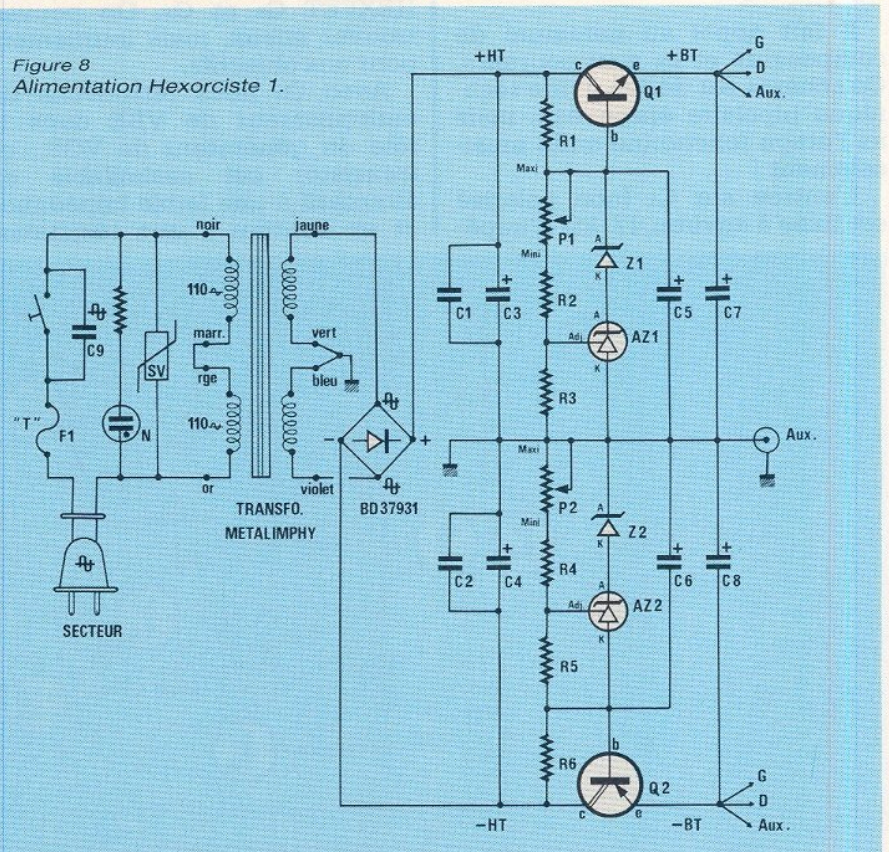 Figure 8
Alimentation Hexorciste 1.
+HT
c
e
+BT
G
D
Aux.
Q1
b
R1
Maxi
P1
Mini
A
Z1
K
noir
jaune
110~
C1
+
C3
R2
A
Adj.
AZ1
K
+
C5
+
C7
C9
SV
marr.
rge
vert
bleu
"T"
F1
N
110~
R3
-
+
Aux.
or
violet
BD37931
TRANSFO.
METALIMPHY
Maxi
P2
Mini
A
Z2
K
C2
+
C4
R4
A
Adj.
AZ2
K
+
C6
+
C8
SECTEUR
R5
R6
b
Q2
c
e
-HT
-BT
G
D
Aux.